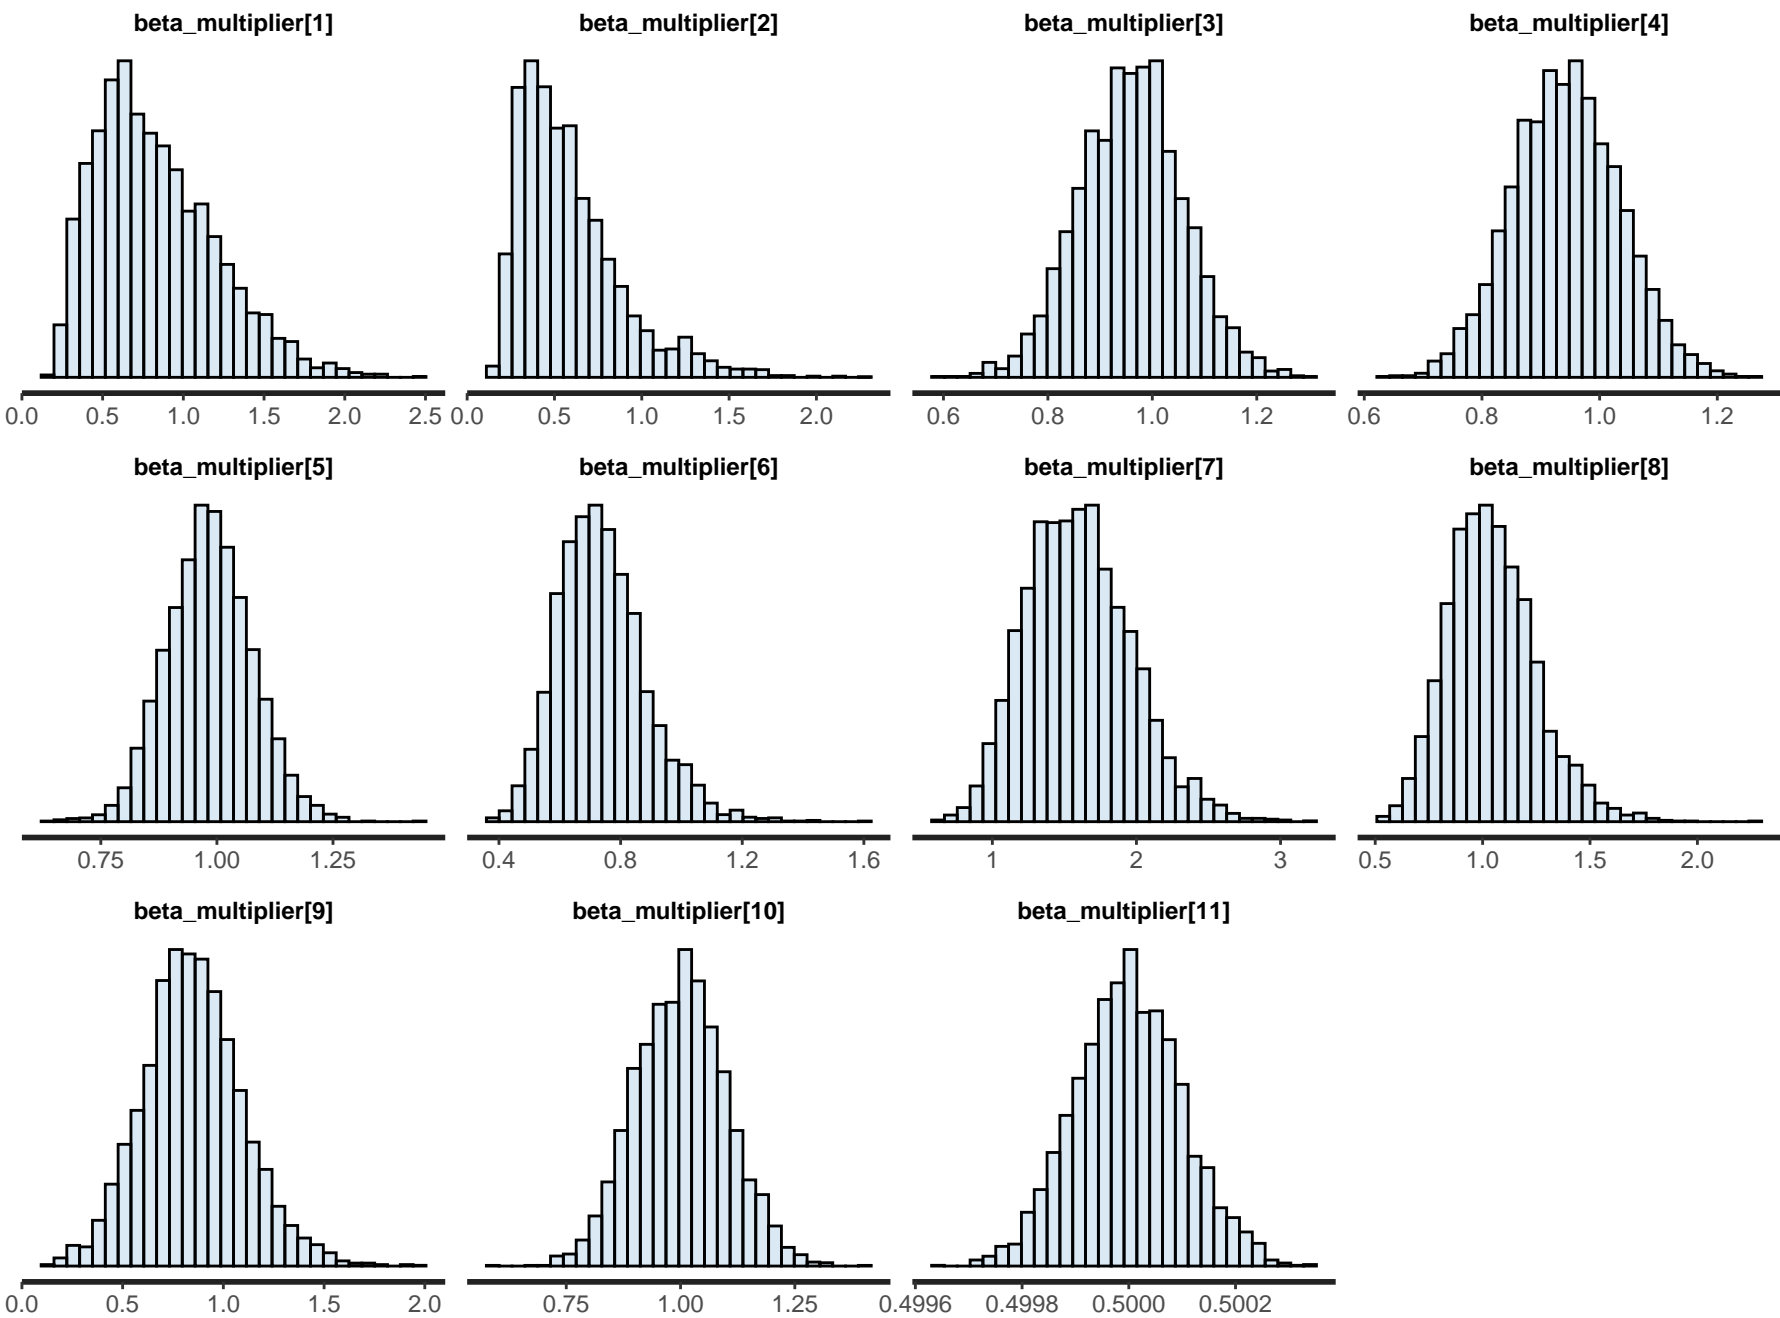 beta_multiplier[1] beta_multiplier[2] beta_multiplier[3] beta_multiplier[4]
0.0 0.5 1.0 1.5 2.0 2.5 0.0 0.5 1.0 1.5 2.0 0.6 0.8 1.0 1.2 0.6 0.8 1.0 1.2
beta_multiplier[5] beta_multiplier[6] beta_multiplier[7] beta_multiplier[8]
0.75 1.00 1.25 0.4 0.8 1.2 1.6 1 2 3 0.5 1.0 1.5 2.0
beta_multiplier[9] beta_multiplier[10] beta_multiplier[11]
0.0 0.5 1.0 1.5 2.0 0.75 1.00 1.25 0.4996 0.4998 0.5000 0.5002